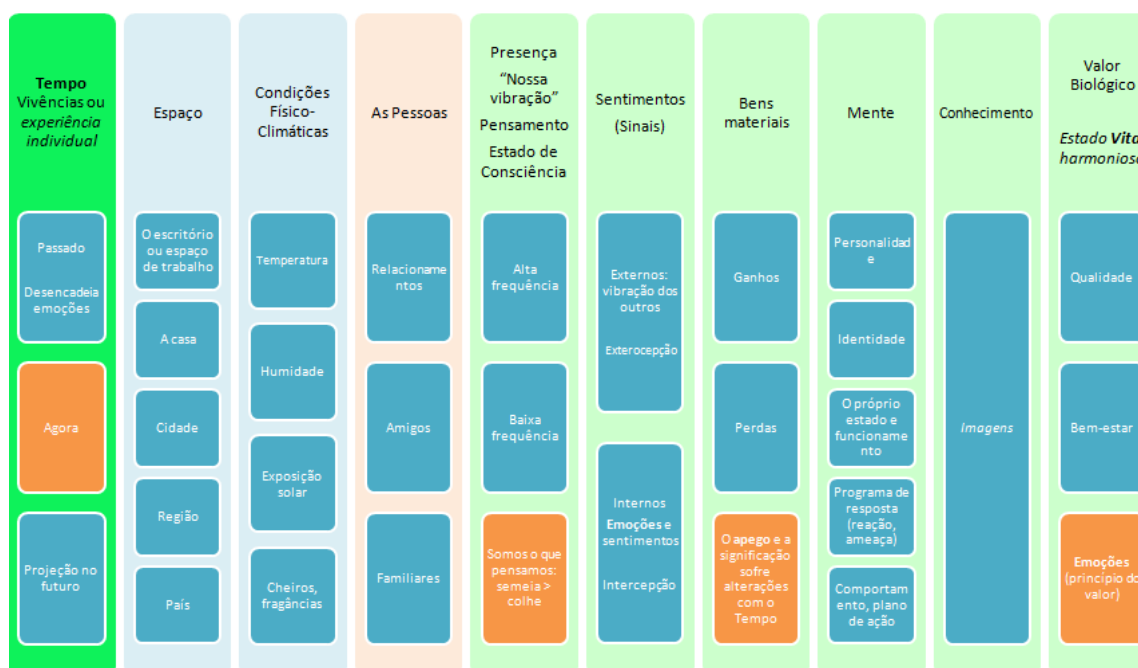 Tempo
Vivências ou
experiência
individual
Passado
Desencadeia
emoções
Agora
Projeção no
futuro
Espaço
O escritório
ou espaço
de trabalho
A casa
Cidade
Região
País
Condições
Físico-
Climáticas
Temperatura
Humidade
Exposição
solar
Cheiros,
fragâncias
As Pessoas
Relacioname
ntos
Amigos
Familiares
Presença
“Nossa
vibração”
Pensamento
Estado de
Consciência
Alta
frequência
Baixa
frequência
Somos o que
pensamos:
semeia >
colhe
Sentimentos
(Sinais)
Externos:
vibração dos
outros
Exterocepção
Internos
Emoções e
sentimentos
Intercepção
Bens
materiais
Ganhos
Perdas
O apego e a
significação
sofre
alterações
com o
Tempo
Mente
Personalidad
e
Identidade
O próprio
estado e
funcioname
nto
Programa de
resposta
(reação,
ameaça)
Comportam
ento, plano
de ação
Conhecimento
Imagens
Valor
Biológico
Estado Vita
harmonios
Qualidade
Bem-estar
Emoções
(princípio do
valor)